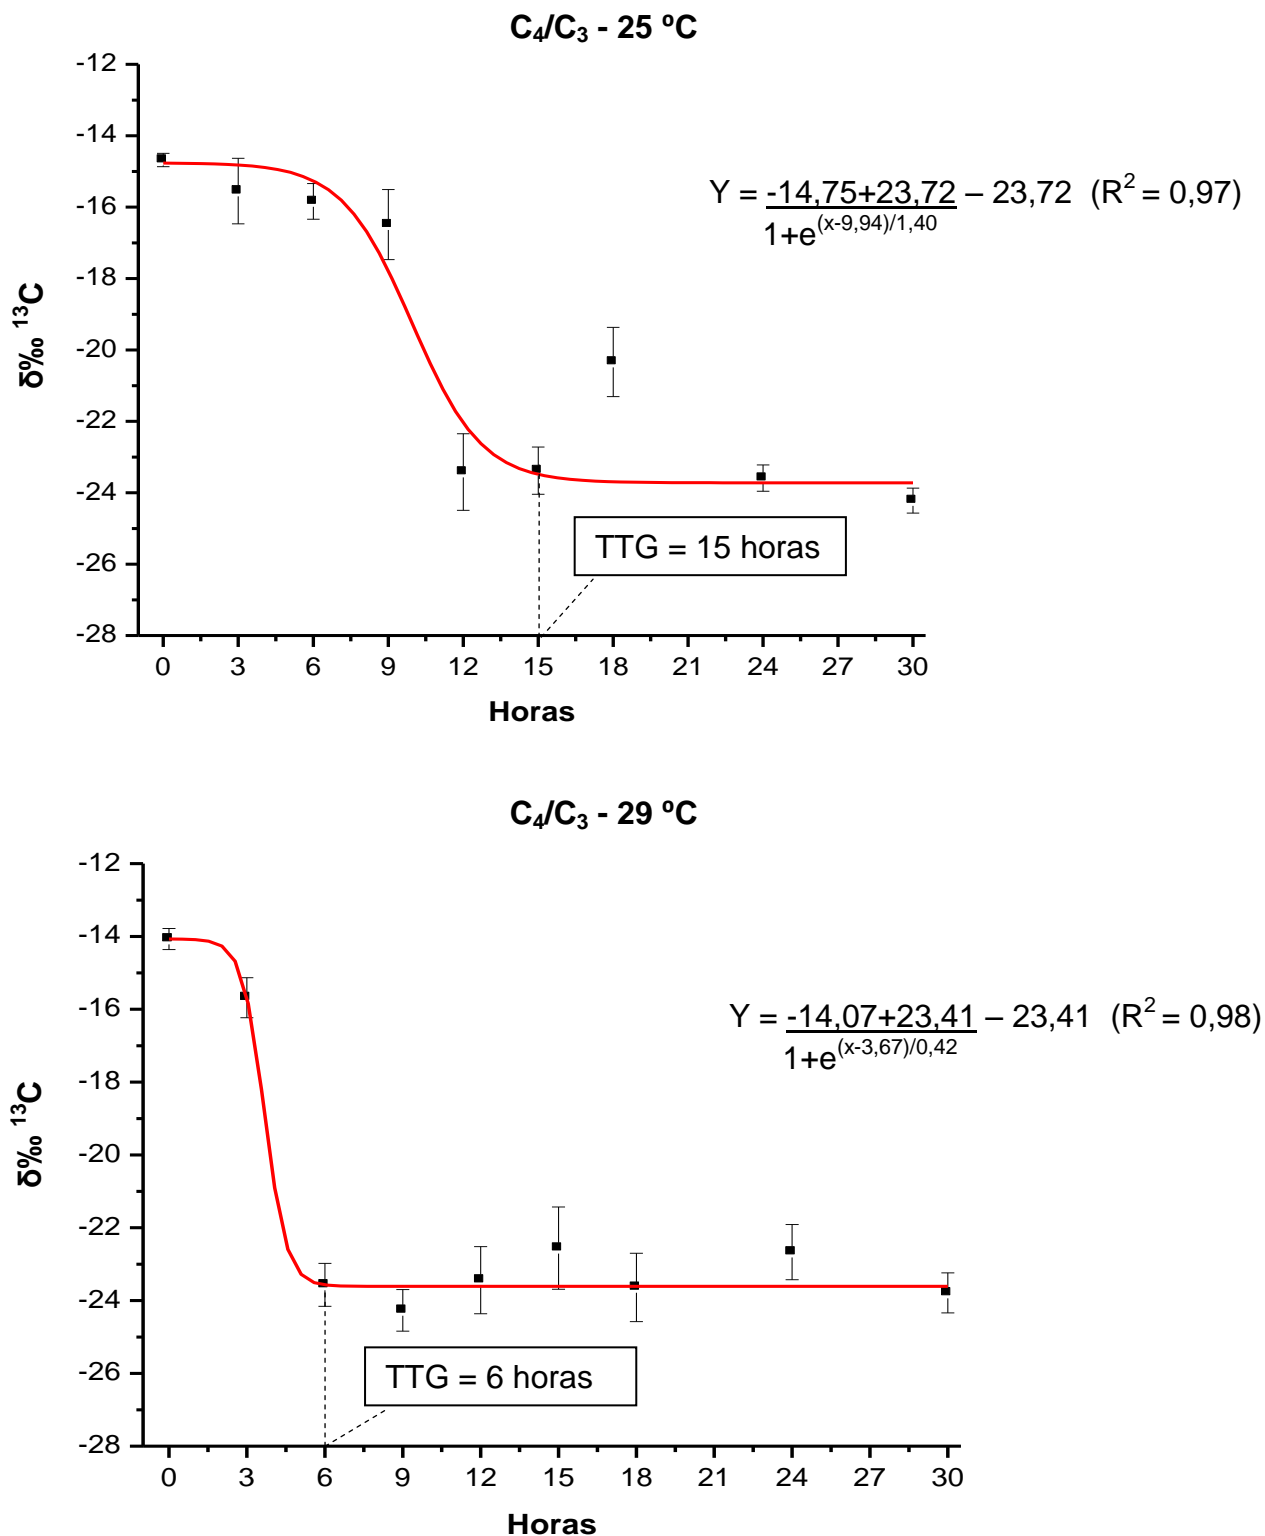 C₄/C₃ - 25 ºC
-12
-14
-16
-18
-20
-22
-24
-26
-28
δ‰ ¹³C
Y = -14,75+23,72 – 23,72 (R² = 0,97)
1+e^(x-9,94)/1,40
TTG = 15 horas
0 3 6 9 12 15 18 21 24 27 30
Horas
C₄/C₃ - 29 ºC
-12
-14
-16
-18
-20
-22
-24
-26
-28
δ‰ ¹³C
Y = -14,07+23,41 – 23,41 (R² = 0,98)
1+e^(x-3,67)/0,42
TTG = 6 horas
0 3 6 9 12 15 18 21 24 27 30
Horas